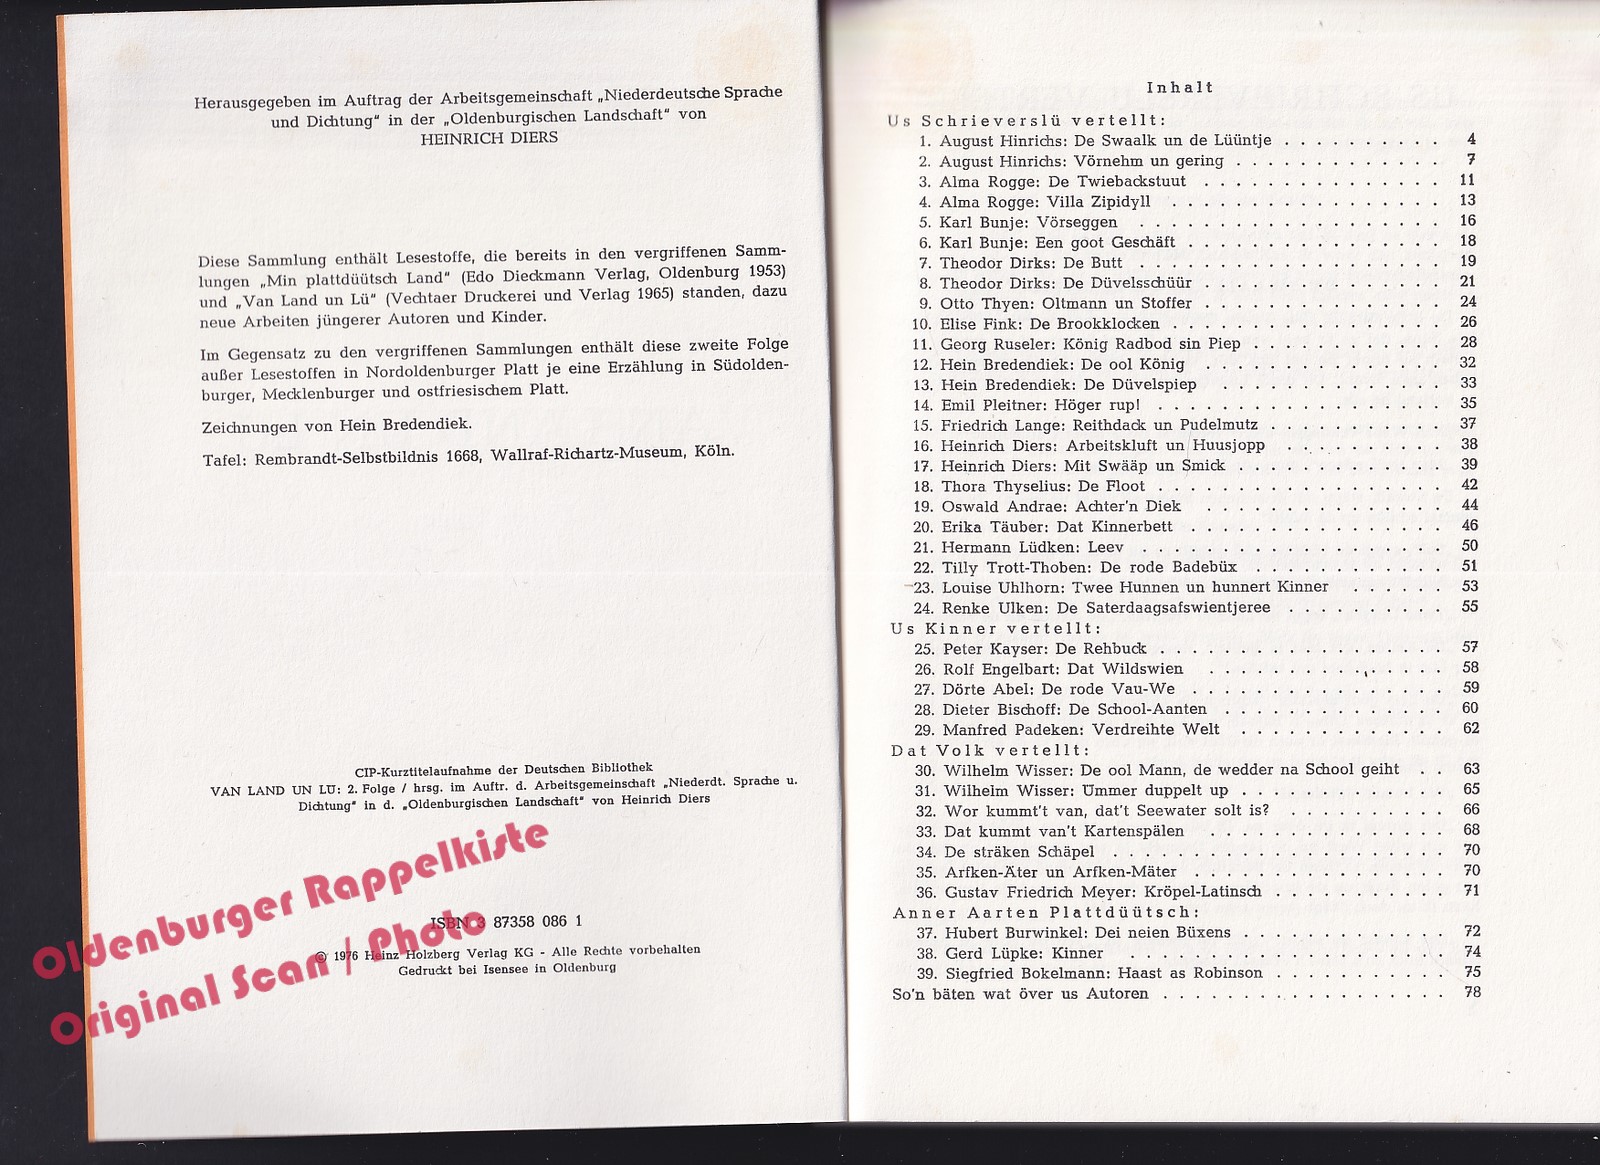 Herausgegeben im Auftrag der Arbeitsgemeinschaft „Niederdeutsche Sprache
und Dichtung“ in der „Oldenburgischen Landschaft“ von
HEINRICH DIERS
Diese Sammlung enthält Lesestoffe, die bereits in den vergriffenen Samm-
lungen „Min plattdüütsch Land“ (Edo Dieckmann Verlag, Oldenburg 1953)
und „Van Land un Lü“ (Vechtaer Druckerei und Verlag 1965) standen, dazu
neue Arbeiten jüngerer Autoren und Kinder.
Im Gegensatz zu den vergriffenen Sammlungen enthält diese zweite Folge
außer Lesestoffen in Nordoldenburger Platt je eine Erzählung in Südolden-
burger, Mecklenburger und ostfriesischem Platt.
Zeichnungen von Hein Bredendiek.
Tafel: Rembrandt-Selbstbildnis 1668, Wallraf-Richartz-Museum, Köln.
CIP-Kurztitelaufnahme der Deutschen Bibliothek
VAN LAND UN LÜ: 2. Folge / hrsg. im Auftr. d. Arbeitsgemeinschaft „Niederdt. Sprache u.
Dichtung“ in d. „Oldenburgischen Landschaft“ von Heinrich Diers
ISBN 3 87358 086 1
© 1976 Heinz Holzberg Verlag KG - Alle Rechte vorbehalten
Gedruckt bei Isensee in Oldenburg
Oldenburger Rappelkiste
Original Scan / Photo
Inhalt
Us Schrieverslü vertellt:
1. August Hinrichs: De Swaalk un de Lüüntje . . . . . . . . . . 4
2. August Hinrichs: Vörnehm un gering . . . . . . . . . . . . . 7
3. Alma Rogge: De Twiebackstuut . . . . . . . . . . . . . . . 11
4. Alma Rogge: Villa Zipidyll . . . . . . . . . . . . . . . . . 13
5. Karl Bunje: Vörseggen . . . . . . . . . . . . . . . . . . . 16
6. Karl Bunje: Een goot Geschäft . . . . . . . . . . . . . . . . 18
7. Theodor Dirks: De Butt . . . . . . . . . . . . . . . . . . . 19
8. Theodor Dirks: De Düvelsschüür . . . . . . . . . . . . . . . 21
9. Otto Thyen: Oltmann un Stoffer . . . . . . . . . . . . . . . 24
10. Elise Fink: De Brookklocken . . . . . . . . . . . . . . . . . 26
11. Georg Ruseler: König Radbod sin Piep . . . . . . . . . . . . 28
12. Hein Bredendiek: De ool König . . . . . . . . . . . . . . . 32
13. Hein Bredendiek: De Düvelspiep . . . . . . . . . . . . . . 33
14. Emil Pleitner: Höger rup! . . . . . . . . . . . . . . . . . . 35
15. Friedrich Lange: Reithdack un Pudelmutz . . . . . . . . . . . 37
16. Heinrich Diers: Arbeitskluft un Huusjopp . . . . . . . . . . 38
17. Heinrich Diers: Mit Swääp un Smick . . . . . . . . . . . . . 39
18. Thora Thyselius: De Floot . . . . . . . . . . . . . . . . . . 42
19. Oswald Andrae: Achter'n Diek . . . . . . . . . . . . . . . 44
20. Erika Täuber: Dat Kinnerbett . . . . . . . . . . . . . . . . 46
21. Hermann Lüdken: Leev . . . . . . . . . . . . . . . . . . . 50
22. Tilly Trott-Thoben: De rode Badebüx . . . . . . . . . . . . 51
23. Louise Uhlhorn: Twee Hunnen un hunnert Kinner . . . . . . 53
24. Renke Ulken: De Saterdaagsafswientjeree . . . . . . . . . . 55
Us Kinner vertellt:
25. Peter Kayser: De Rehbuck . . . . . . . . . . . . . . . . . . 57
26. Rolf Engelbart: Dat Wildswien . . . . . . . . . . . . . . . 58
27. Dörte Abel: De rode Vau-We . . . . . . . . . . . . . . . . 59
28. Dieter Bischoff: De School-Aanten . . . . . . . . . . . . . . 60
29. Manfred Padeken: Verdreihte Welt . . . . . . . . . . . . . 62
Dat Volk vertellt:
30. Wilhelm Wisser: De ool Mann, de wedder na School geiht . . 63
31. Wilhelm Wisser: Ümmer duppelt up . . . . . . . . . . . . . 65
32. Wor kummt't van, dat't Seewater solt is? . . . . . . . . . . 66
33. Dat kummt van't Kartenspälen . . . . . . . . . . . . . . . 68
34. De sträken Schäpel . . . . . . . . . . . . . . . . . . . . . 70
35. Arfken-Äter un Arfken-Mäter . . . . . . . . . . . . . . . . 70
36. Gustav Friedrich Meyer: Kröpel-Latinsch . . . . . . . . . . . 71
Anner Aarten Plattdüütsch:
37. Hubert Burwinkel: Dei neien Büxens . . . . . . . . . . . . 72
38. Gerd Lüpke: Kinner . . . . . . . . . . . . . . . . . . . . 74
39. Siegfried Bokelmann: Haast as Robinson . . . . . . . . . . . 75
So'n bäten wat över us Autoren . . . . . . . . . . . . . . . . . . 78